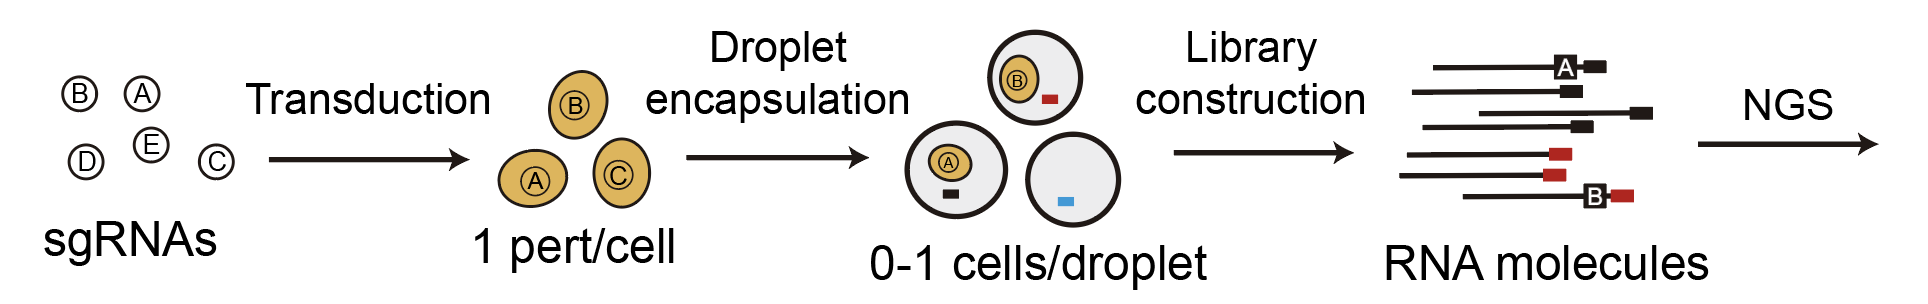 B A
D E C
sgRNAs
Transduction
B
A C
1 pert/cell
Droplet
encapsulation
B
A
0-1 cells/droplet
Library
construction
A
B
RNA molecules
NGS